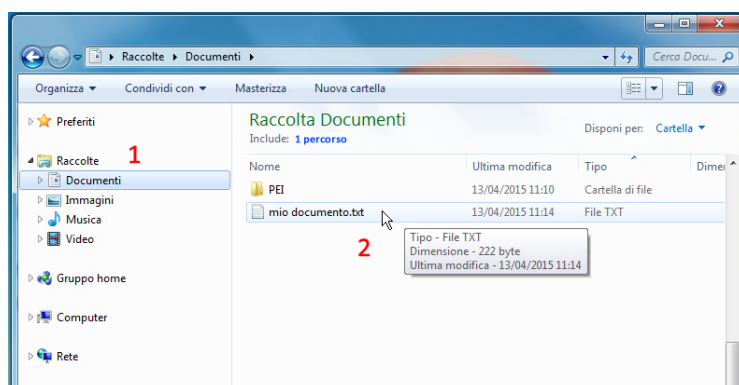 Raccolte Documenti
Cerca Docu...
Organizza Condividi con Masterizza Nuova cartella
Preferiti
Raccolte
Documenti
Immagini
Musica
Video
Gruppo home
Computer
Rete
1
Raccolta Documenti
Include: 1 percorso
Disponi per: Cartella
Nome Ultima modifica Tipo Dimer
PEI 13/04/2015 11:10 Cartella di file
mio documento.txt 13/04/2015 11:14 File TXT
2
Tipo - File TXT
Dimensione - 222 byte
Ultima modifica - 13/04/2015 11:14